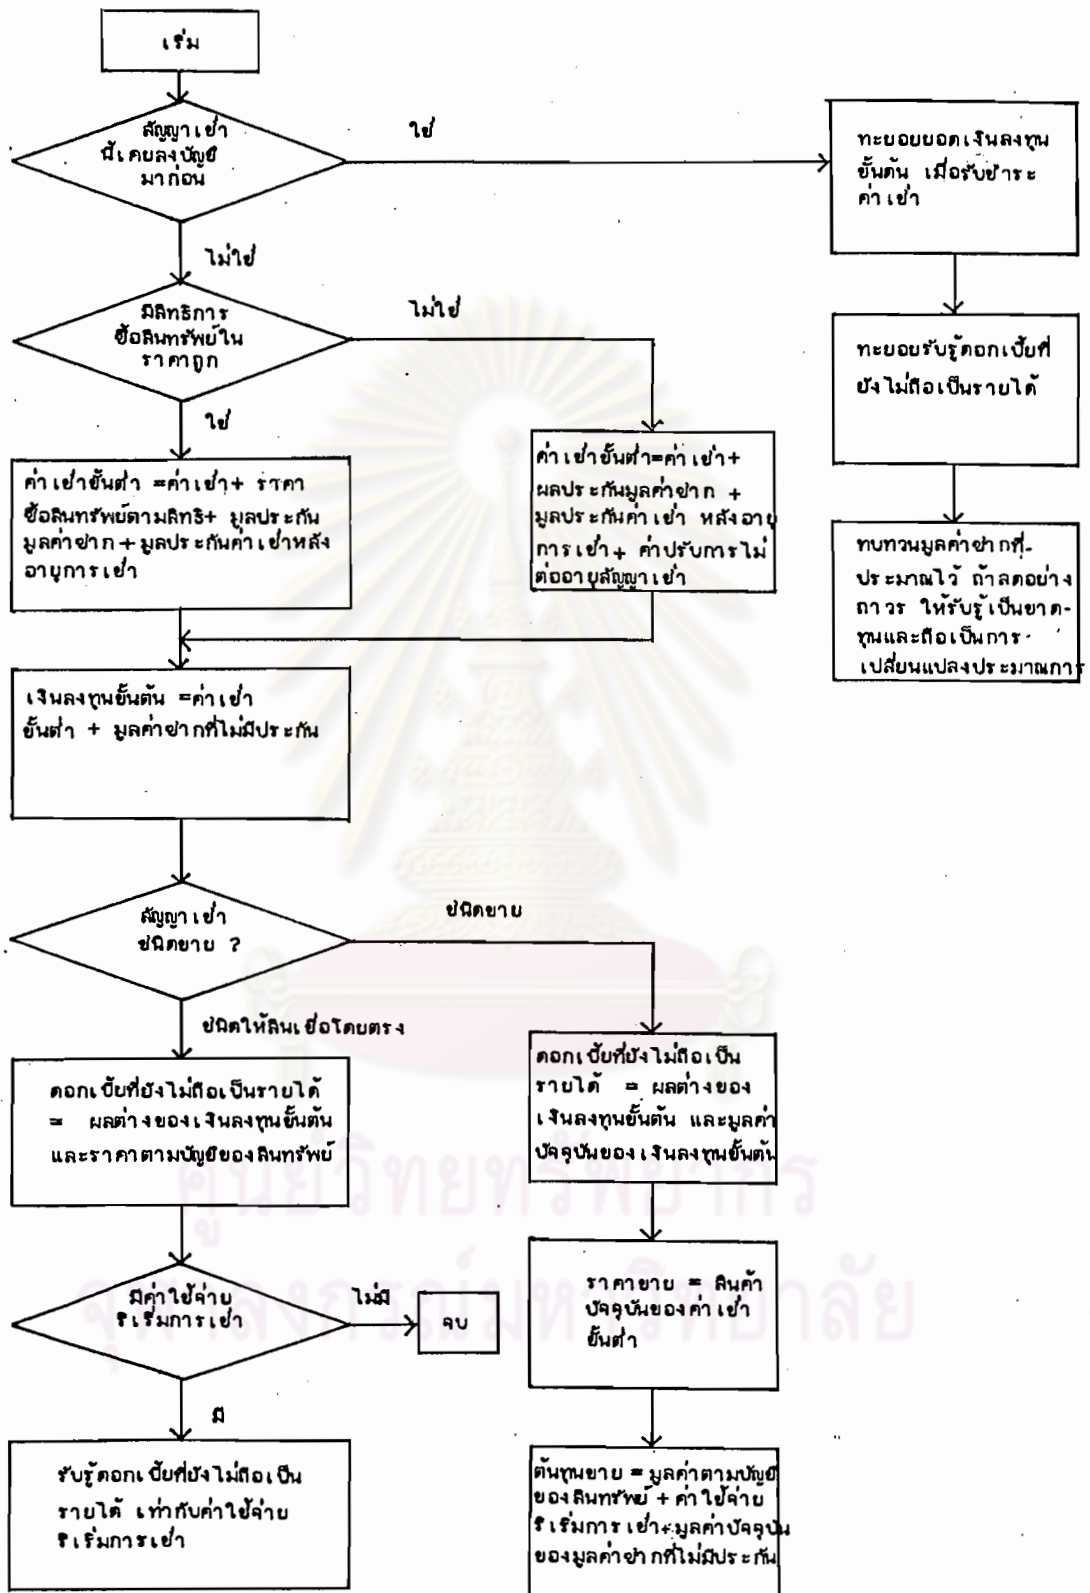 เริ่ม
สัญญาเช่า
นี้เคยลงบัญชี
มาก่อน
ใช่
ทะยอยยอดเงินลงทุน
ขั้นต้น เมื่อรับชำระ
ค่าเช่า
ไม่ใช่
มีสิทธิการ
ซื้อสินทรัพย์ใน
ราคาถูก
ไม่ใช่
ทะยอยรับรู้ดอกเบี้ยที่
ยังไม่ถือเป็นรายได้
ใช่
ค่าเช่าขั้นต่ำ =ค่าเช่า+ ราคา
ซื้อสินทรัพย์ตามสิทธิ+ มูลประกัน
มูลค่าซาก+มูลประกันค่าเช่าหลัง
อายุการเช่า
ค่าเช่าขั้นต่ำ=ค่าเช่า+
ผลประกันมูลค่าซาก +
มูลประกันค่าเช่า หลังอายุ
การเช่า+ ค่าปรับการไม่
ต่ออายุสัญญาเช่า
ทบทวนมูลค่าซากที่-
ประมาณไว้ ถ้าลดอย่าง
ถาวร ให้รับรู้เป็นขาด-
ทุนและถือเป็นการ
เปลี่ยนแปลงประมาณการ
เงินลงทุนขั้นต้น =ค่าเช่า
ขั้นต่ำ + มูลค่าซากที่ไม่มีประกัน
สัญญาเช่า
ชนิดขาย ?
ชนิดขาย
ชนิดให้สินเชื่อโดยตรง
ดอกเบี้ยที่ยังไม่ถือเป็นรายได้
= ผลต่างของเงินลงทุนขั้นต้น
และราคาตามบัญชีของสินทรัพย์
ดอกเบี้ยที่ยังไม่ถือเป็น
รายได้ = ผลต่างของ
เงินลงทุนขั้นต้น และมูลค่า
ปัจจุบันของเงินลงทุนขั้นต้น
ศูนย์วิทยทรัพยากร
จุฬาลงกรณ์มหาวิทยาลัย
มีค่าใช้จ่าย
ริเริ่มการเช่า
ไม่มี
จบ
ราคาขาย = สินค้า
ปัจจุบันของค่าเช่า
ขั้นต่ำ
มี
รับรู้ดอกเบี้ยที่ยังไม่ถือเป็น
รายได้ เท่ากับค่าใช้จ่าย
ริเริ่มการเช่า
ต้นทุนขาย = มูลค่าตามบัญชี
ของสินทรัพย์ + ค่าใช้จ่าย
ริเริ่มการเช่า+มูลค่าปัจจุบัน
ของมูลค่าซากที่ไม่มีประกัน